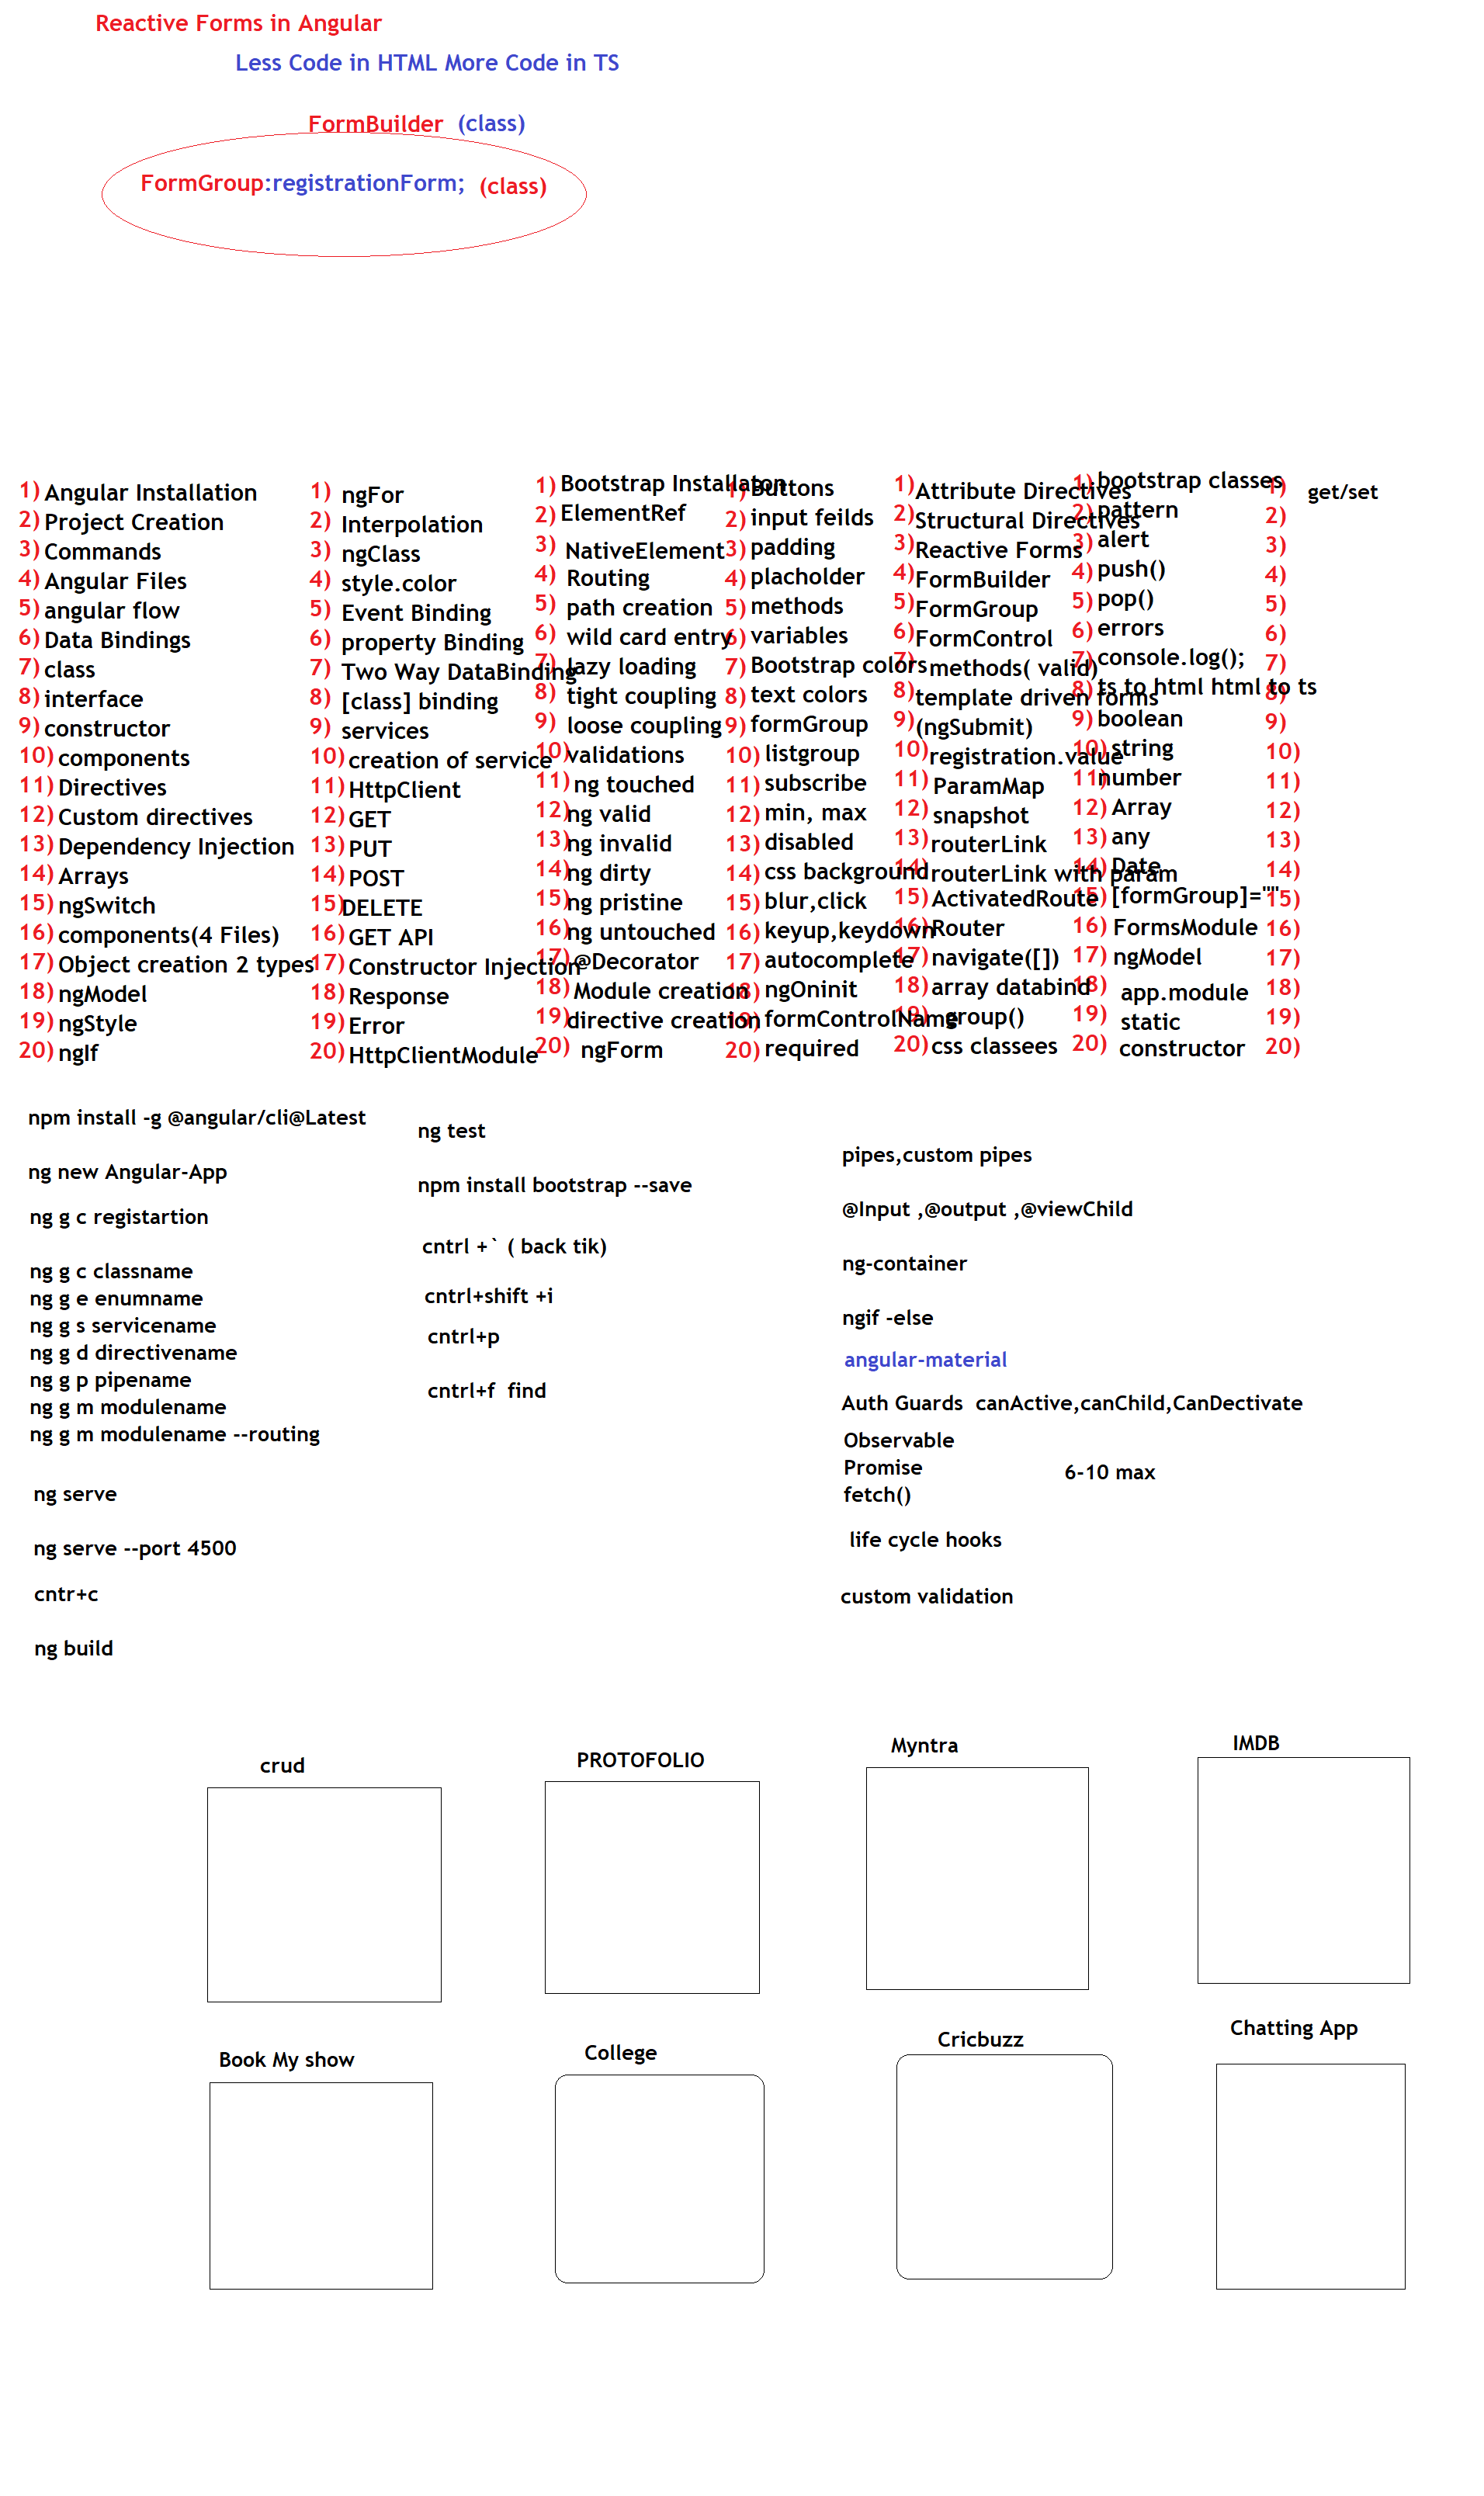 Reactive Forms in Angular
Less Code in HTML More Code in TS
FormBuilder (class)
FormGroup:registrationForm; (class)
1) Angular Installation
2) Project Creation
3) Commands
4) Angular Files
5) angular flow
6) Data Bindings
7) class
8) interface
9) constructor
10) components
11) Directives
12) Custom directives
13) Dependency Injection
14) Arrays
15) ngSwitch
16) components(4 Files)
17) Object creation 2 types
18) ngModel
19) ngStyle
20) ngIf
1) ngFor
2) Interpolation
3) ngClass
4) style.color
5) Event Binding
6) property Binding
7) Two Way DataBinding
8) [class] binding
9) services
10) creation of service
11) HttpClient
12) GET
13) PUT
14) POST
15) DELETE
16) GET API
17) Constructor Injection
18) Response
19) Error
20) HttpClientModule
1) Bootstrap Installaton
2) ElementRef
3) NativeElement
4) Routing
5) path creation
6) wild card entry
7) lazy loading
8) tight coupling
9) loose coupling
10) validations
11) ng touched
12) ng valid
13) ng invalid
14) ng dirty
15) ng pristine
16) ng untouched
17) @Decorator
18) Module creation
19) directive creation
20) ngForm
1) Buttons
2) input feilds
3) padding
4) placholder
5) methods
6) variables
7) Bootstrap colors
8) text colors
9) formGroup
10) listgroup
11) subscribe
12) min, max
13) disabled
14) css background
15) blur,click
16) keyup,keydown
17) autocomplete
18) ngOninit
19) formControlName
20) required
1) Attribute Directives
2) Structural Directives
3) Reactive Forms
4) FormBuilder
5) FormGroup
6) FormControl
7) methods( valid)
8) template driven forms
9) (ngSubmit)
10) registration.value
11) ParamMap
12) snapshot
13) routerLink
14) routerLink with param
15) ActivatedRoute
16) Router
17) navigate([])
18) array databind
19) group()
20) css classees
1) bootstrap classes
2) pattern
3) alert
4) push()
5) pop()
6) errors
7) console.log();
8) ts to html html to ts
9) boolean
10) string
11) number
12) Array
13) any
14) Date
15) [formGroup]=""
16) FormsModule
17) ngModel
18) app.module
19) static
20) constructor
1) get/set
2)
3)
4)
5)
6)
7)
8)
9)
10)
11)
12)
13)
14)
15)
16)
17)
18)
19)
20)
npm install -g @angular/cli@Latest
ng new Angular-App
ng g c registartion
ng g c classname
ng g e enumname
ng g s servicename
ng g d directivename
ng g p pipename
ng g m modulename
ng g m modulename --routing
ng serve
ng serve --port 4500
cntr+c
ng build
ng test
npm install bootstrap --save
cntrl +` ( back tik)
cntrl+shift +i
cntrl+p
cntrl+f find
pipes,custom pipes
@Input ,@output ,@viewChild
ng-container
ngif -else
angular-material
Auth Guards canActive,canChild,CanDectivate
Observable
Promise
fetch()
6-10 max
life cycle hooks
custom validation
crud
PROTOFOLIO
Myntra
IMDB
Book My show
College
Cricbuzz
Chatting App